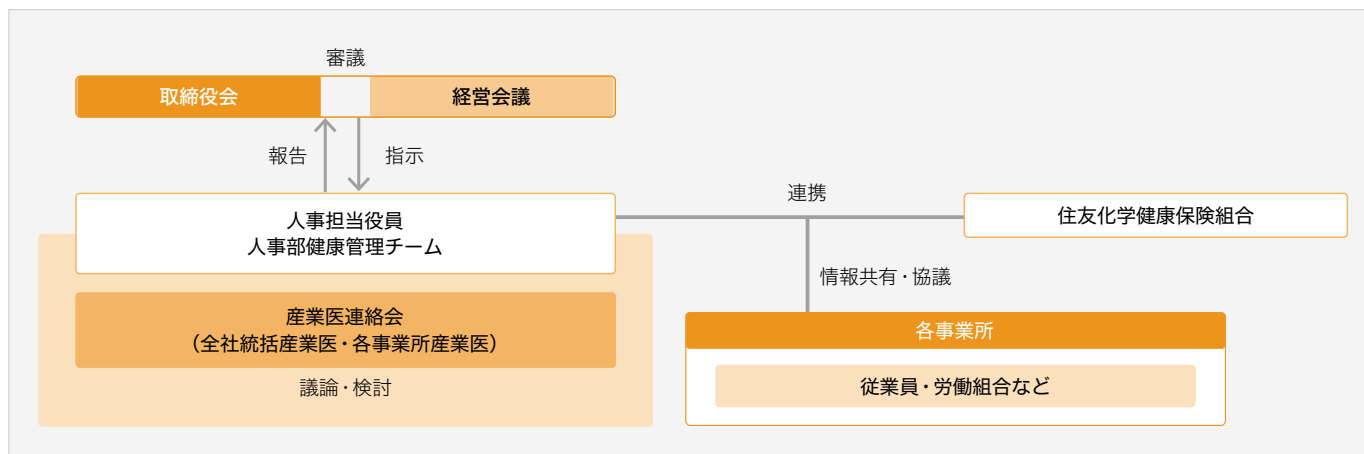 審議
取締役会
経営会議
報告
指示
人事担当役員
人事部健康管理チーム
連携
住友化学健康保険組合
情報共有・協議
産業医連絡会
（全社統括産業医・各事業所産業医）
議論・検討
各事業所
従業員・労働組合など